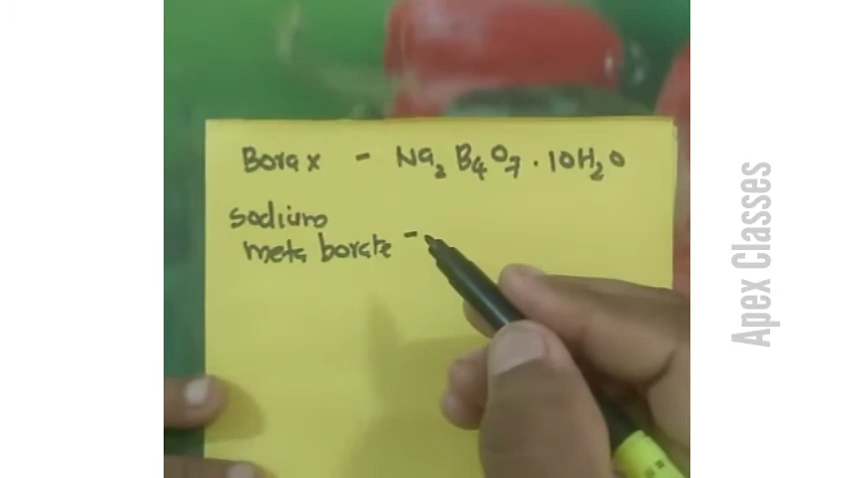 Borax - Na₂B₄O₇.10H₂O
sodium
meta borate -
Apex Classes